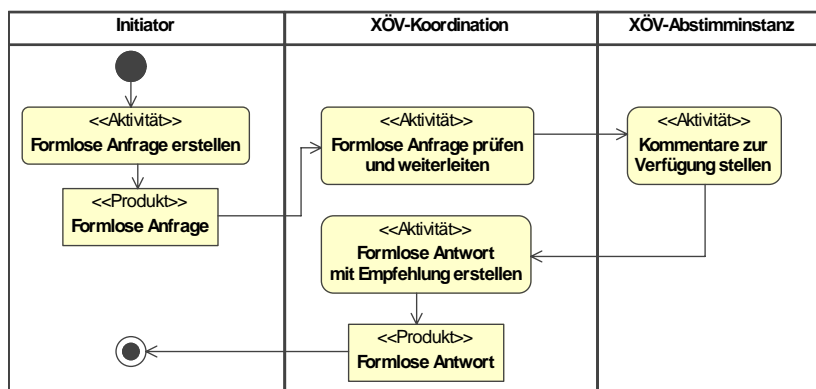 Initiator
XÖV-Koordination
XÖV-Abstimminstanz
<<Aktivität>>
Formlose Anfrage erstellen
<<Produkt>>
Formlose Anfrage
<<Aktivität>>
Formlose Anfrage prüfen
und weiterleiten
<<Aktivität>>
Kommentare zur
Verfügung stellen
<<Aktivität>>
Formlose Antwort
mit Empfehlung erstellen
<<Produkt>>
Formlose Antwort